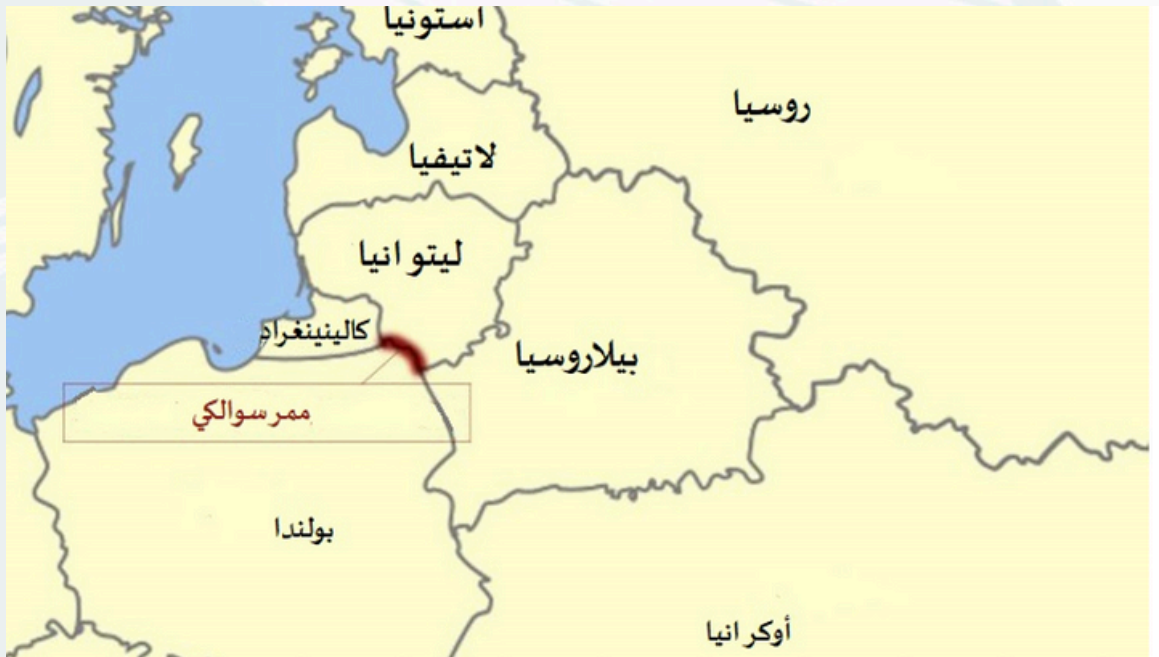 استونيا
روسيا
لاتيفيا
ليتوانيا
كالينينغراد
بيلاروسيا
ممر سوالكي
بولندا
أوكرانيا